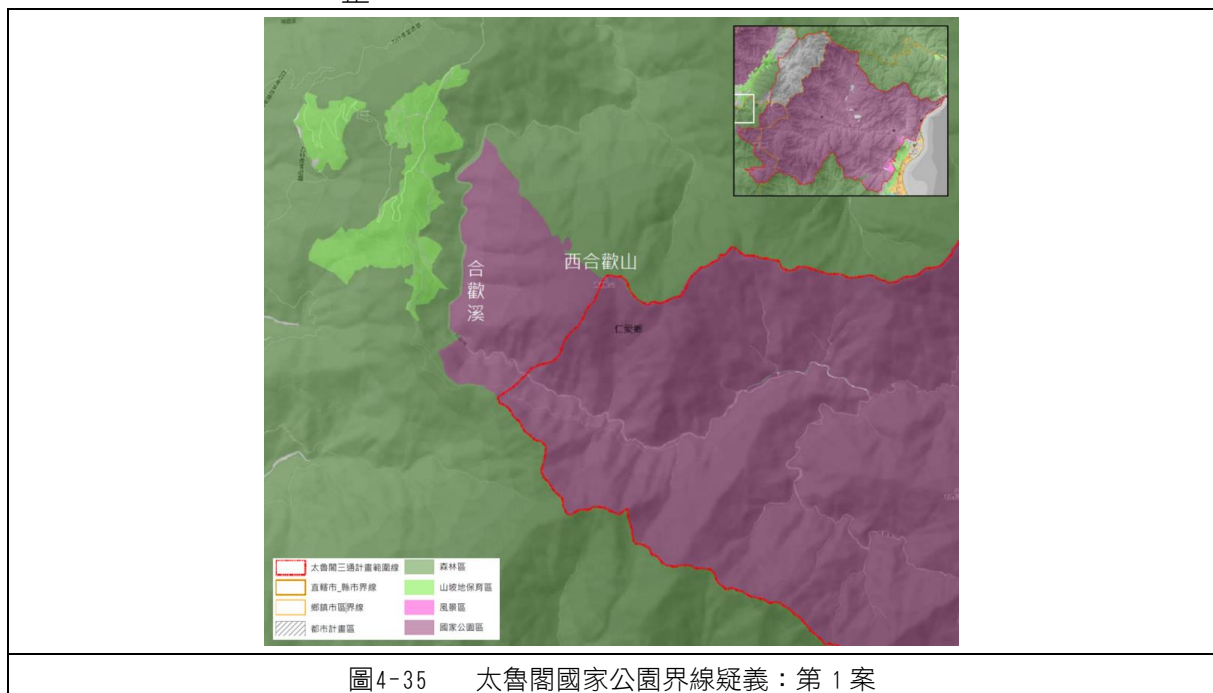 西合歡山
合歡溪
仁愛鄉
太魯閣三通計畫範圍線
直轄市_縣市界線
鄉鎮市區界線
都市計畫區
森林區
山坡地保育區
風景區
國家公園區
圖4-35 太魯閣國家公園界線疑義：第 1 案